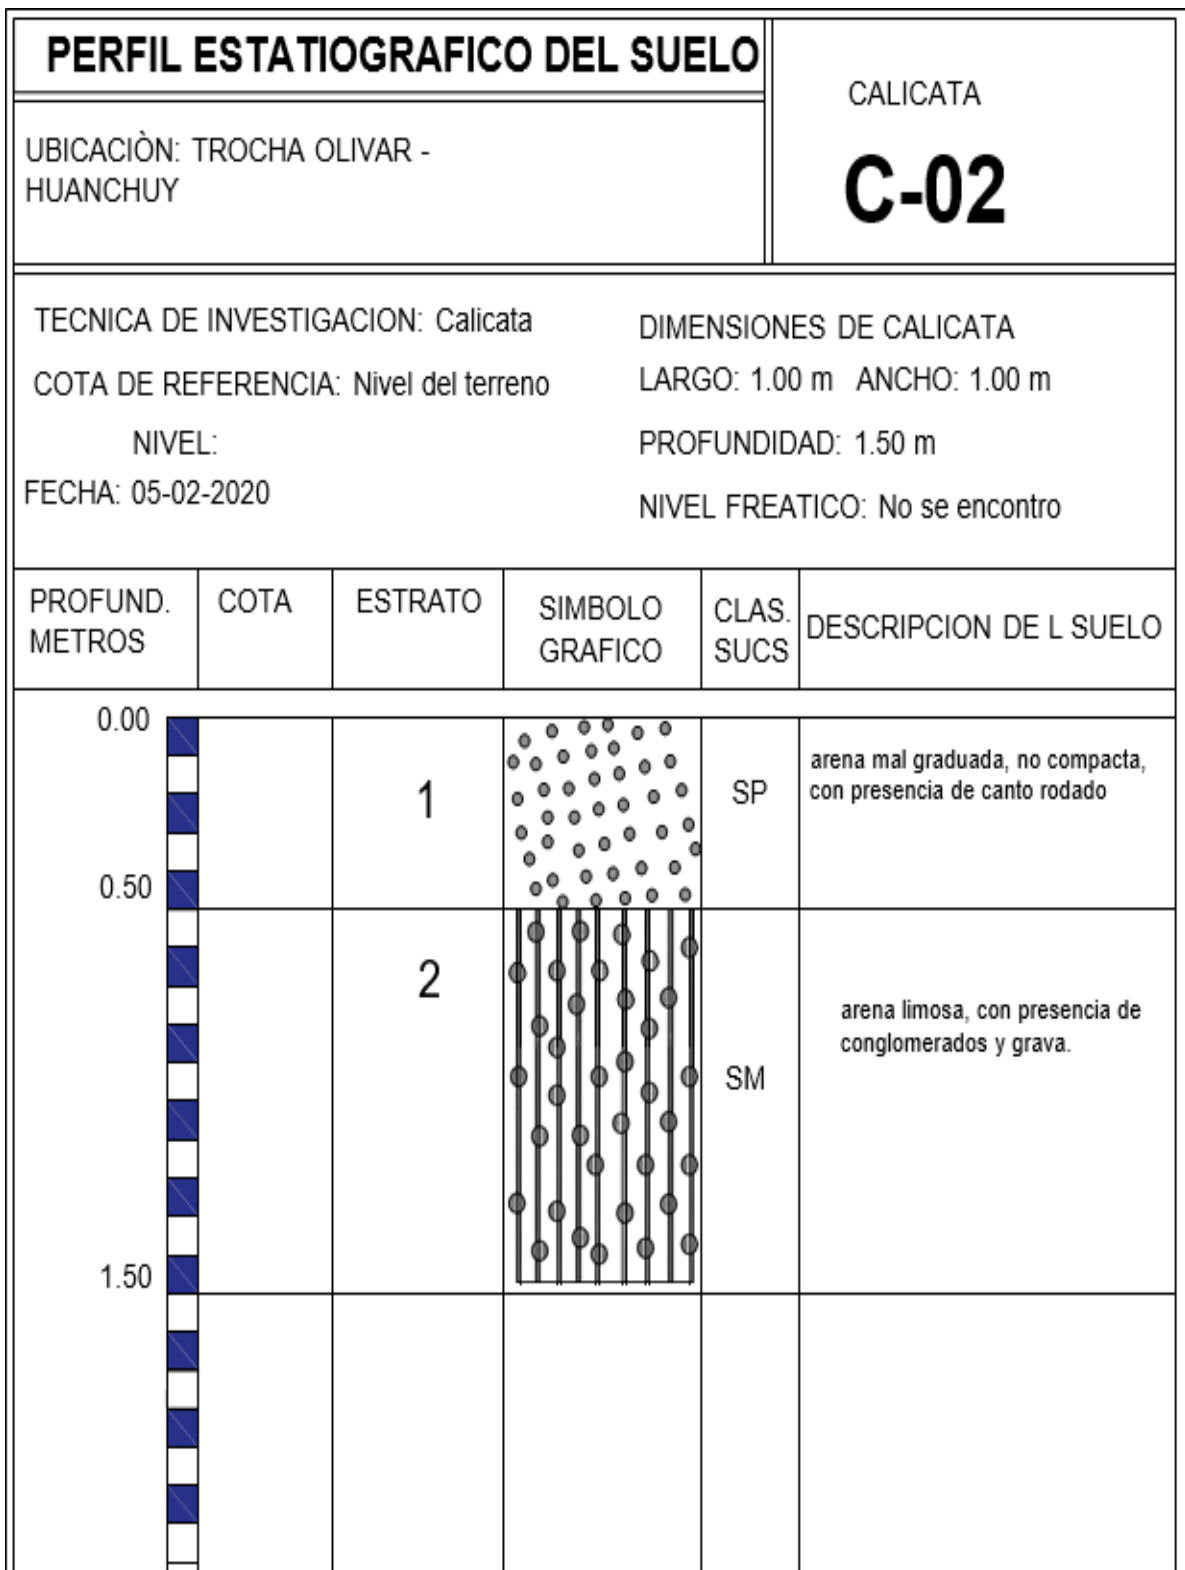 PERFIL ESTATIOGRAFICO DEL SUELO
UBICACIÒN: TROCHA OLIVAR -
HUANCHUY
CALICATA
C-02
TECNICA DE INVESTIGACION: Calicata
COTA DE REFERENCIA: Nivel del terreno
NIVEL:
FECHA: 05-02-2020
DIMENSIONES DE CALICATA
LARGO: 1.00 m ANCHO: 1.00 m
PROFUNDIDAD: 1.50 m
NIVEL FREATICO: No se encontro
PROFUND.
METROS
COTA
ESTRATO
SIMBOLO
GRAFICO
CLAS.
SUCS
DESCRIPCION DE L SUELO
0.00
1
SP
arena mal graduada, no compacta,
con presencia de canto rodado
0.50
2
SM
arena limosa, con presencia de
conglomerados y grava.
1.50